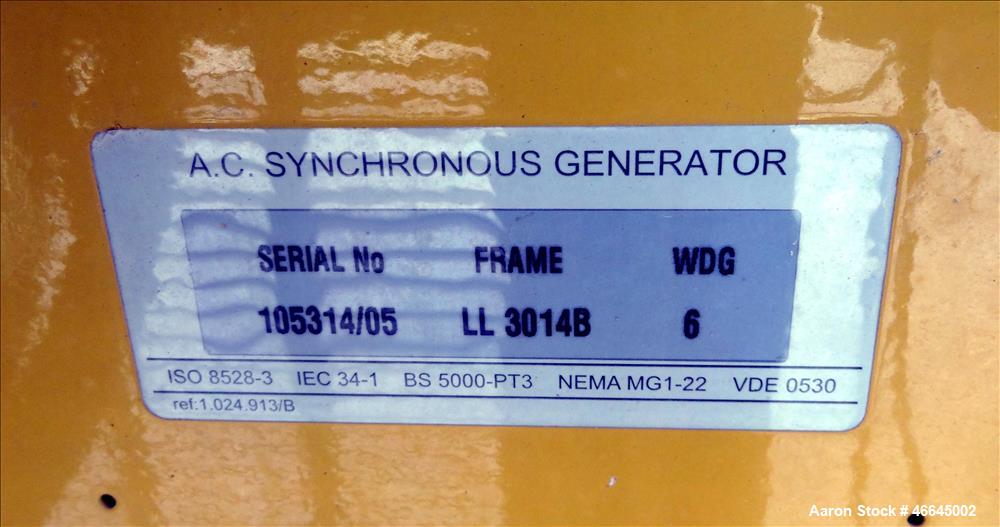 A.C. SYNCHRONOUS GENERATOR
SERIAL No FRAME WDG
105314/05 LL 3014B 6
ISO 8528-3 IEC 34-1 BS 5000-PT3 NEMA MG1-22 VDE 0530
ref:1.024.913/B
Aaron Stock # 46645002